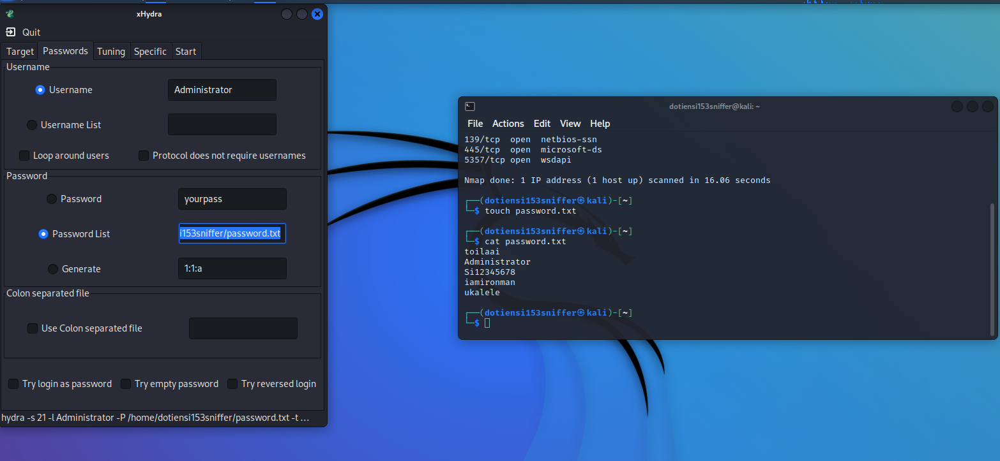 xHydra
Quit
Target Passwords Tuning Specific Start
Username
Username Administrator
Username List
Loop around users Protocol does not require usernames
Password
Password yourpass
Password List i153sniffer/password.txt
Generate 1:1:a
Colon separated file
Use Colon separated file
Try login as password Try empty password Try reversed login
hydra -s 21 -l Administrator -P /home/dotiensi153sniffer/password.txt -t ...
dotiensi153sniffer@kali: ~
File Actions Edit View Help
139/tcp open netbios-ssn
445/tcp open microsoft-ds
5357/tcp open wsdapi
Nmap done: 1 IP address (1 host up) scanned in 16.06 seconds
┌──(dotiensi153sniffer㉿kali)-[~]
└─$ touch password.txt
┌──(dotiensi153sniffer㉿kali)-[~]
└─$ cat password.txt
toilaai
Administrator
Si12345678
iamironman
ukalele
┌──(dotiensi153sniffer㉿kali)-[~]
└─$